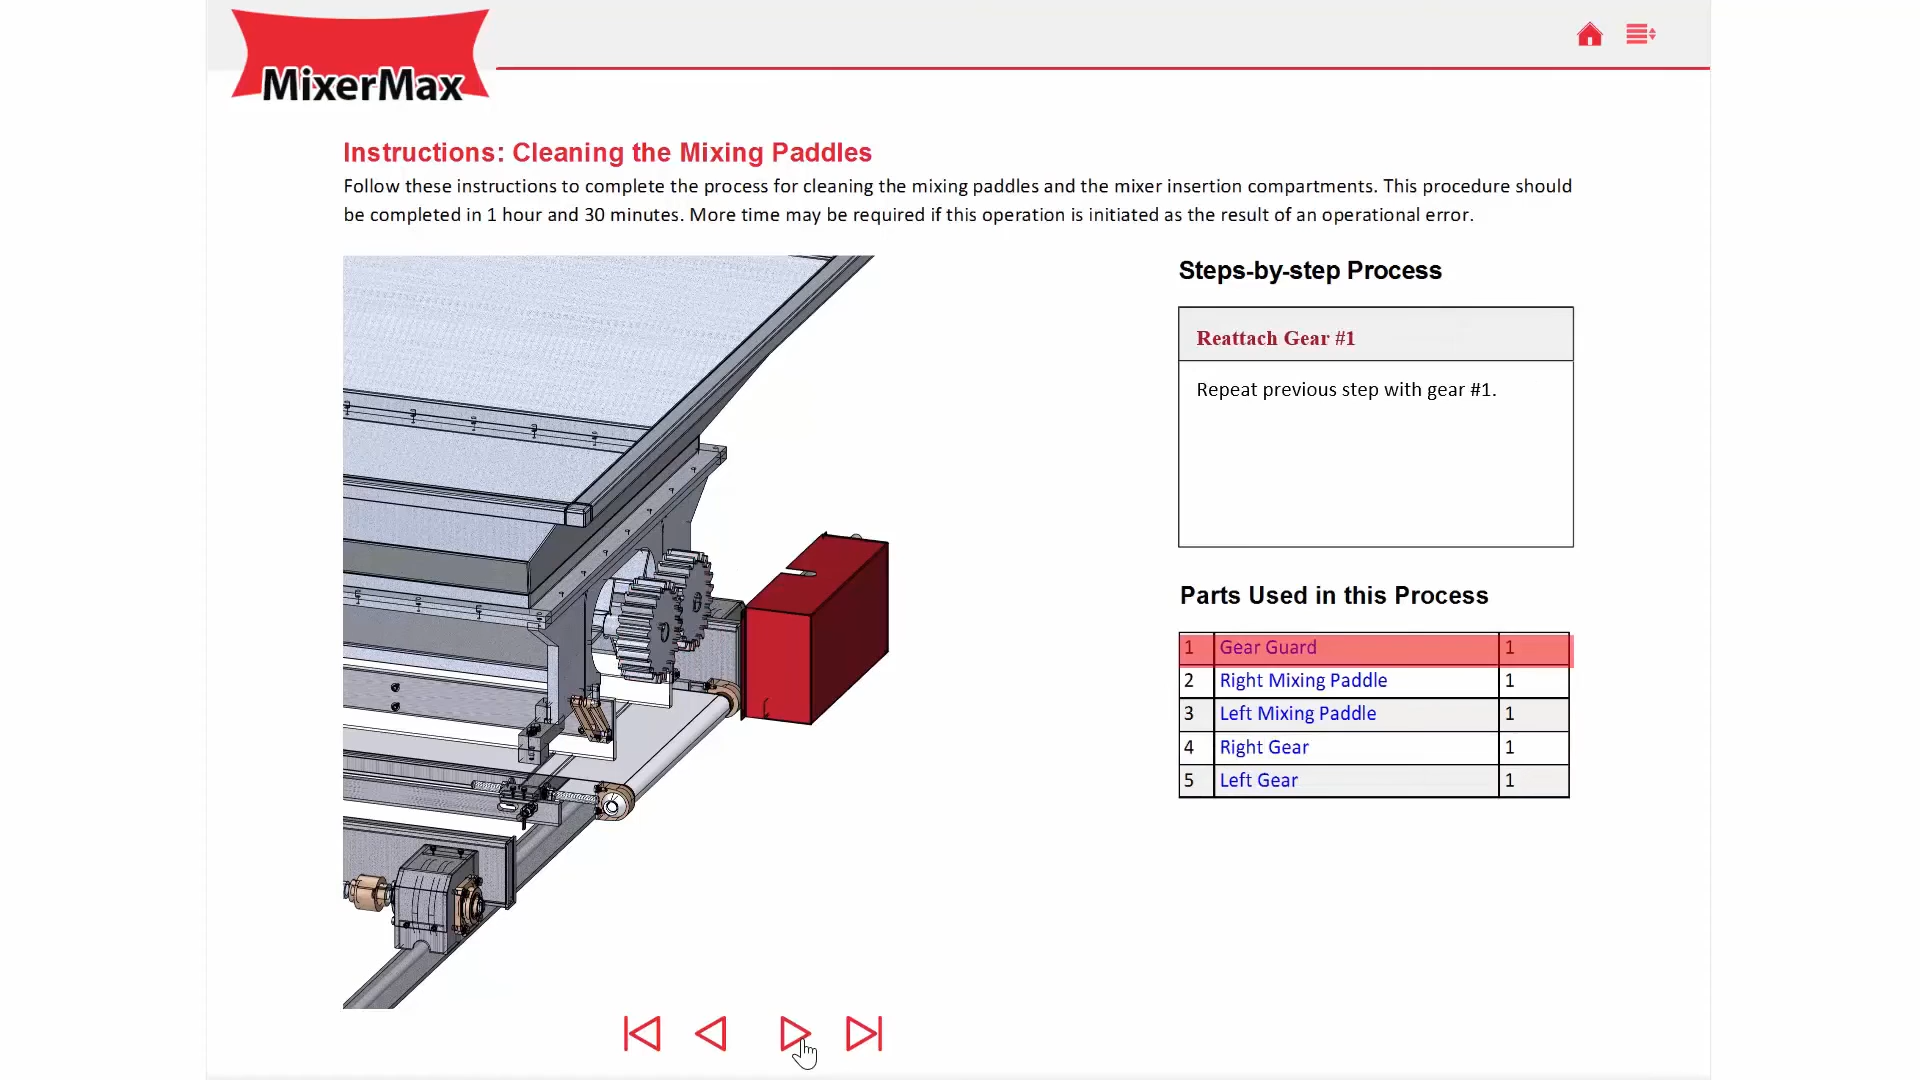 MixerMax
Instructions: Cleaning the Mixing Paddles
Follow these instructions to complete the process for cleaning the mixing paddles and the mixer insertion compartments. This procedure should
be completed in 1 hour and 30 minutes. More time may be required if this operation is initiated as the result of an operational error.
Steps-by-step Process
Reattach Gear #1
Repeat previous step with gear #1.
Parts Used in this Process
1 Gear Guard 1
2 Right Mixing Paddle 1
3 Left Mixing Paddle 1
4 Right Gear 1
5 Left Gear 1